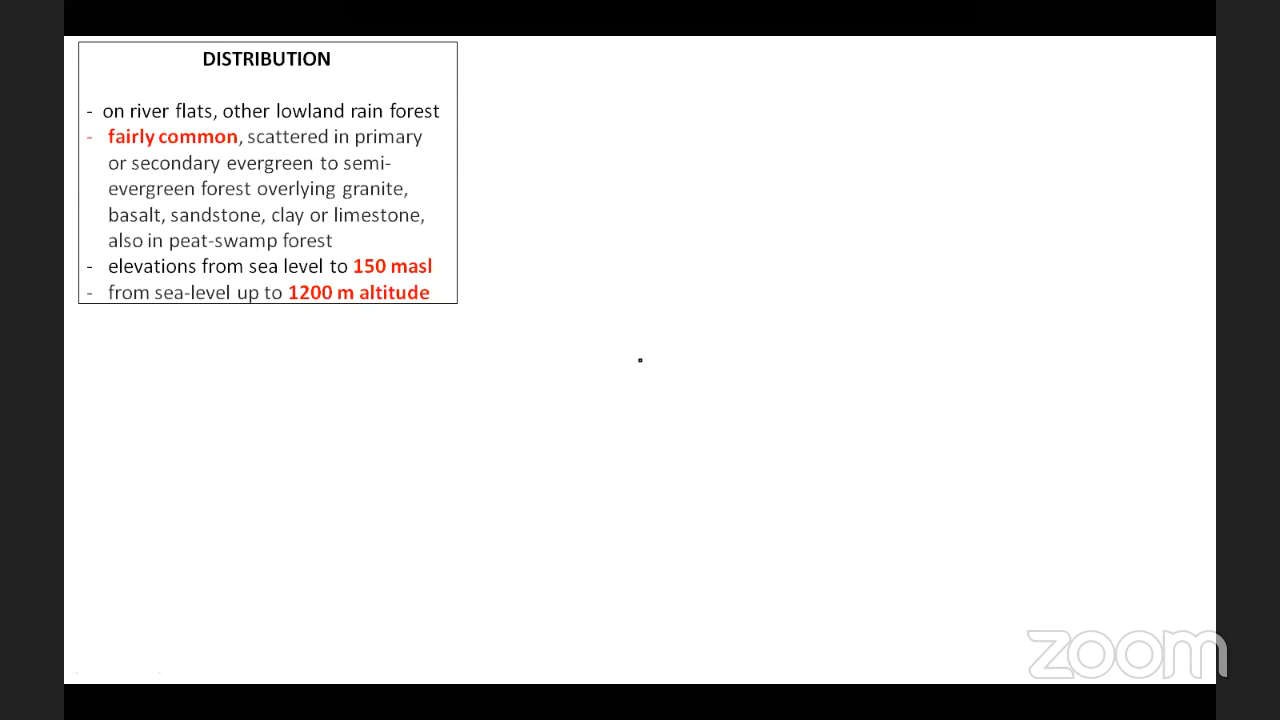 DISTRIBUTION
- on river flats, other lowland rain forest
- fairly common, scattered in primary
or secondary evergreen to semi-
evergreen forest overlying granite,
basalt, sandstone, clay or limestone,
also in peat-swamp forest
- elevations from sea level to 150 masl
- from sea-level up to 1200 m altitude
zoom